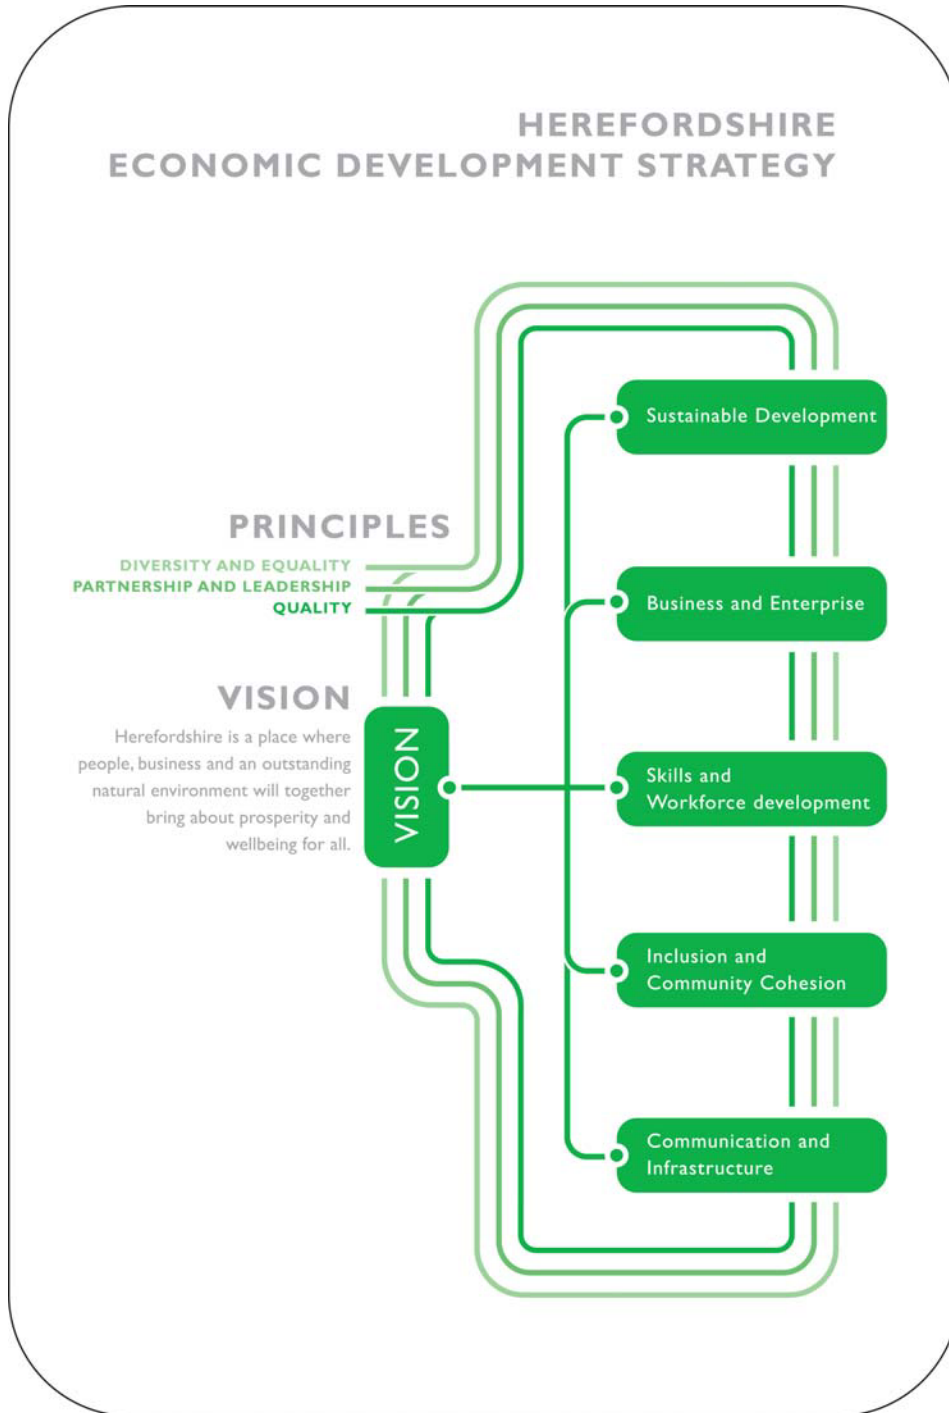 HEREFORDSHIRE
ECONOMIC DEVELOPMENT STRATEGY
PRINCIPLES
DIVERSITY AND EQUALITY
PARTNERSHIP AND LEADERSHIP
QUALITY
VISION
Herefordshire is a place where
people, business and an outstanding
natural environment will together
bring about prosperity and
wellbeing for all.
VISION
Sustainable Development
Business and Enterprise
Skills and
Workforce development
Inclusion and
Community Cohesion
Communication and
Infrastructure